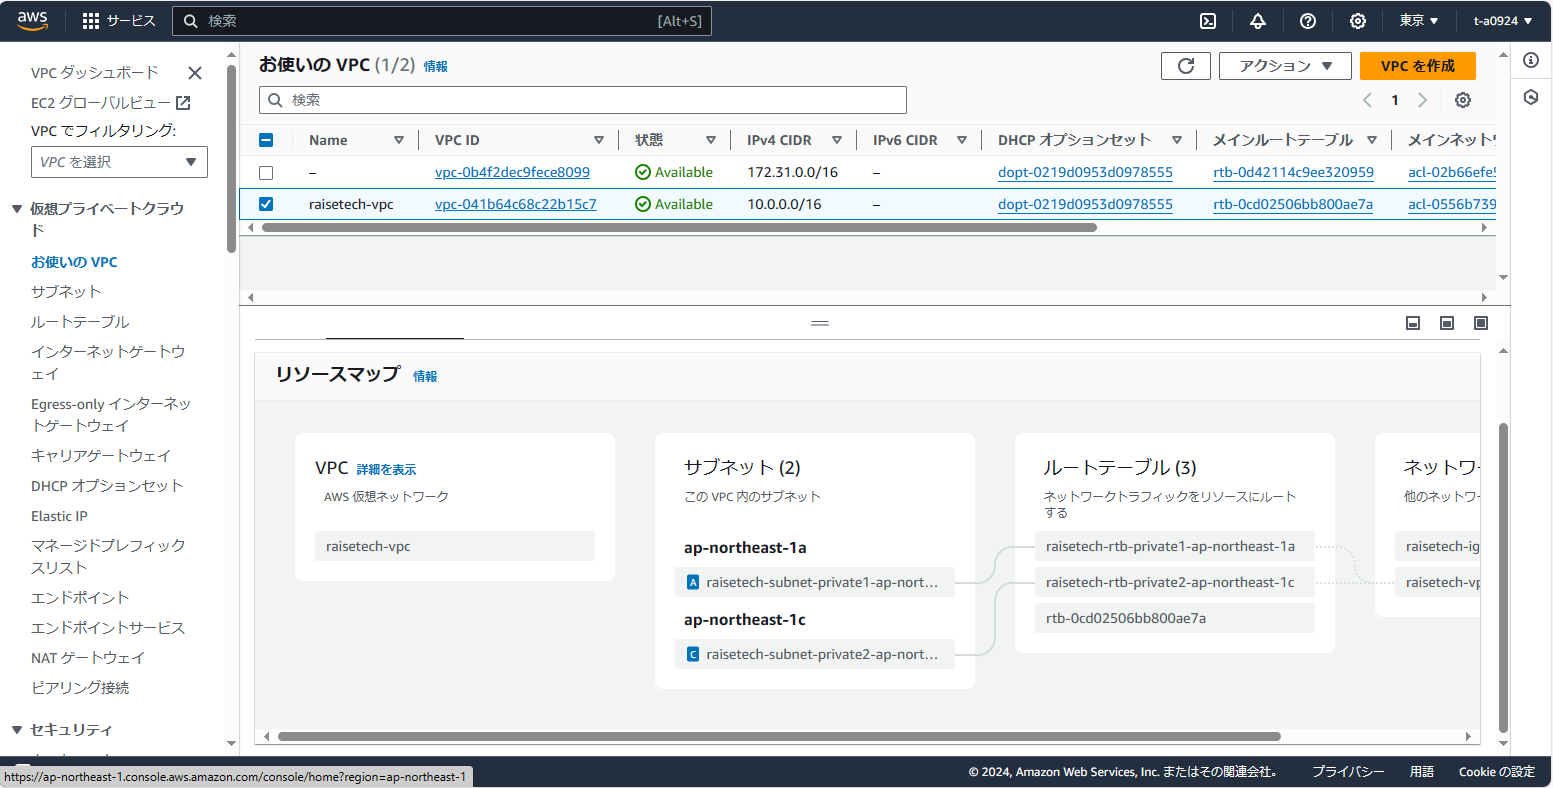 aws
サービス
検索
[Alt+S]
東京
t-a0924
VPC ダッシュボード
EC2 グローバルビュー
VPC でフィルタリング:
VPC を選択
仮想プライベートクラウ
ド
お使いの VPC
サブネット
ルートテーブル
インターネットゲートウ
ェイ
Egress-only インターネッ
トゲートウェイ
キャリアゲートウェイ
DHCP オプションセット
Elastic IP
マネージドプレフィック
スリスト
エンドポイント
エンドポイントサービス
NAT ゲートウェイ
ピアリング接続
セキュリティ
お使いの VPC (1/2) 情報
アクション
VPC を作成
検索
1
Name VPC ID 状態 IPv4 CIDR IPv6 CIDR DHCP オプションセット メインルートテーブル メインネット
– vpc-0b4f2dec9fece8099 Available 172.31.0.0/16 – dopt-0219d0953d0978555 rtb-0d42114c9ee320959 acl-02b66efe5
raisetech-vpc vpc-041b64c68c22b15c7 Available 10.0.0.0/16 – dopt-0219d0953d0978555 rtb-0cd02506bb800ae7a acl-0556b739
リソースマップ 情報
VPC 詳細を表示
AWS 仮想ネットワーク
raisetech-vpc
サブネット (2)
この VPC 内のサブネット
ap-northeast-1a
A raisetech-subnet-private1-ap-nort...
ap-northeast-1c
C raisetech-subnet-private2-ap-nort...
ルートテーブル (3)
ネットワークトラフィックをリソースにルート
する
raisetech-rtb-private1-ap-northeast-1a
raisetech-rtb-private2-ap-northeast-1c
rtb-0cd02506bb800ae7a
ネットワー
他のネットワー
raisetech-ig
raisetech-vp
https://ap-northeast-1.console.aws.amazon.com/console/home?region=ap-northeast-1
© 2024, Amazon Web Services, Inc. またはその関連会社。
プライバシー
用語
Cookie の設定